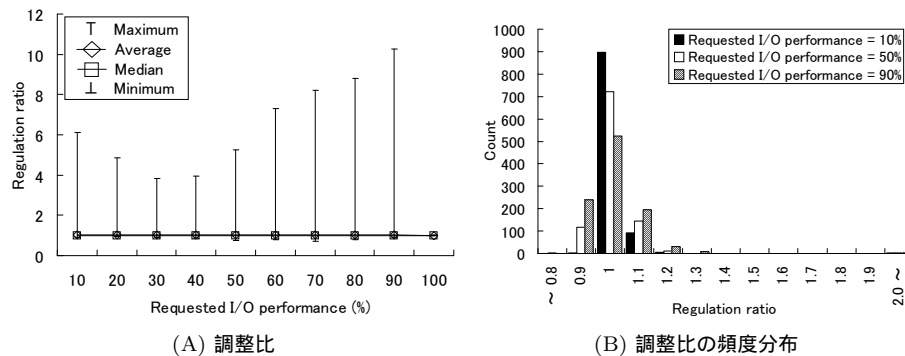 12
10
8
6
4
2
0
Regulation ratio
Maximum
Average
Median
Minimum
10 20 30 40 50 60 70 80 90 100
Requested I/O performance (%)
(A) 調整比
1000
900
800
700
600
500
400
300
200
100
0
Count
Requested I/O performance = 10%
Requested I/O performance = 50%
Requested I/O performance = 90%
~ 0.8 0.9 1 1.1 1.2 1.3 1.4 1.5 1.6 1.7 1.8 1.9 2.0 ~
Regulation ratio
(B) 調整比の頻度分布